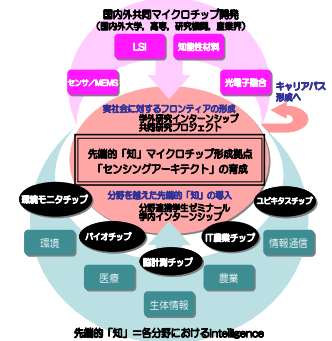 国内外共同マイクロチップ開発
(国内外大学，高専，研究機関，産業界)
LSI
知能性材料
センサ/MEMS
光電子融合
キャリアパス
形成へ
実社会に対するフロンティアの形成
学外研究インターンシップ
共同研究プロジェクト
先端的「知」マイクロチップ形成拠点
「センシングアーキテクト」の育成
分野を越えた先端的「知」の導入
分野連携学生ゼミナール
学内インターンシップ
環境モニタチップ
ユビキタスチップ
バイオチップ
IT農業チップ
脳計測チップ
環境
情報通信
医療
農業
生体情報
先端的「知」＝各分野におけるintelligence